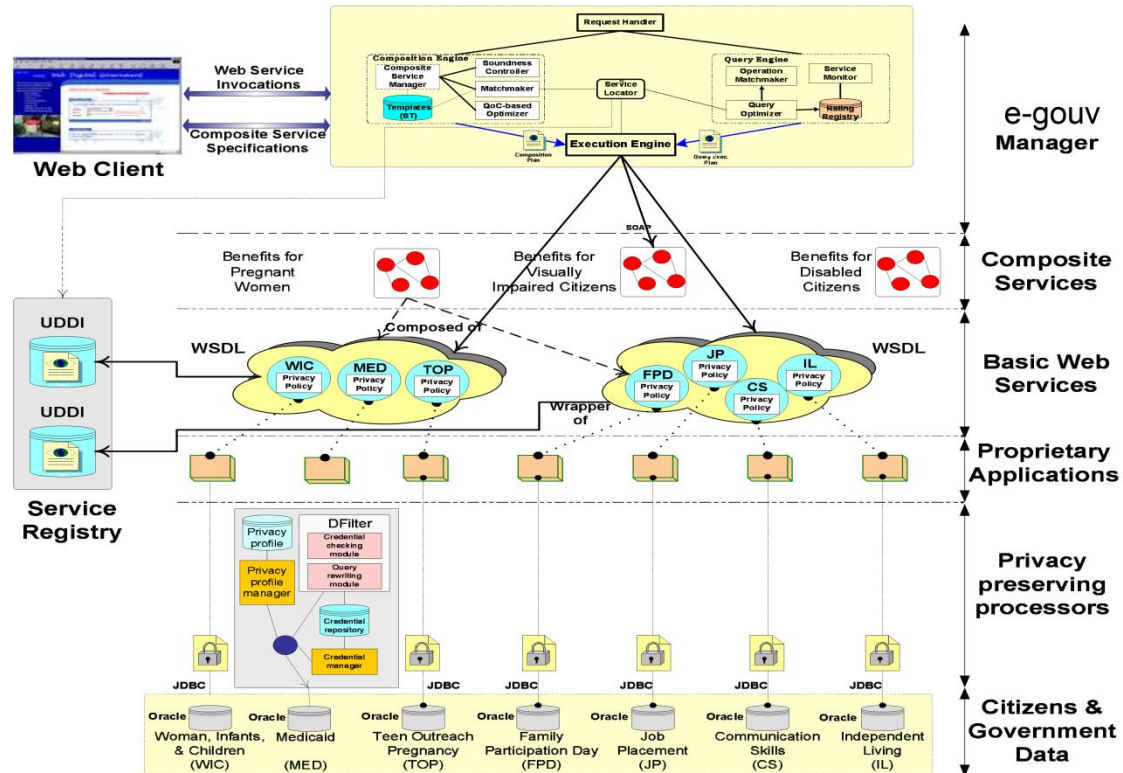 Request Handler
Composition Engine
Composite
Service
Manager
Soundness
Controller
Matchmaker
QoC-based
Optimizer
Templates
(BT)
Service
Locator
Query Engine
Operation
Matchmaker
Service
Monitor
Query
Optimizer
Rating
Registry
Composition
Plan
Execution Engine
Query Exec.
Plan
Web Digital Government
Web Service
Invocations
Composite Service
Specifications
Web Client
e-gouv
Manager
SOAP
Benefits for
Pregnant
Women
Benefits for
Visually
Impaired Citizens
Benefits for
Disabled
Citizens
Composite
Services
UDDI
UDDI
Service
Registry
Composed of
WSDL
WIC
Privacy
Policy
MED
Privacy
Policy
TOP
Privacy
Policy
FPD
Privacy
Policy
JP
Privacy
Policy
CS
Privacy
Policy
IL
Privacy
Policy
WSDL
Basic Web
Services
Wrapper
of
Proprietary
Applications
Privacy
profile
Privacy
profile
manager
DFilter
Credential
checking
module
Query
rewriting
module
Credential
repository
Credential
manager
Privacy
preserving
processors
JDBC
JDBC
JDBC
JDBC
JDBC
JDBC
Oracle
Oracle
Oracle
Oracle
Oracle
Oracle
Oracle
Woman, Infants,
& Children
(WIC)
Medicaid
(MED)
Teen Outreach
Pregnancy
(TOP)
Family
Participation Day
(FPD)
Job
Placement
(JP)
Communication
Skills
(CS)
Independent
Living
(IL)
Citizens &
Government
Data